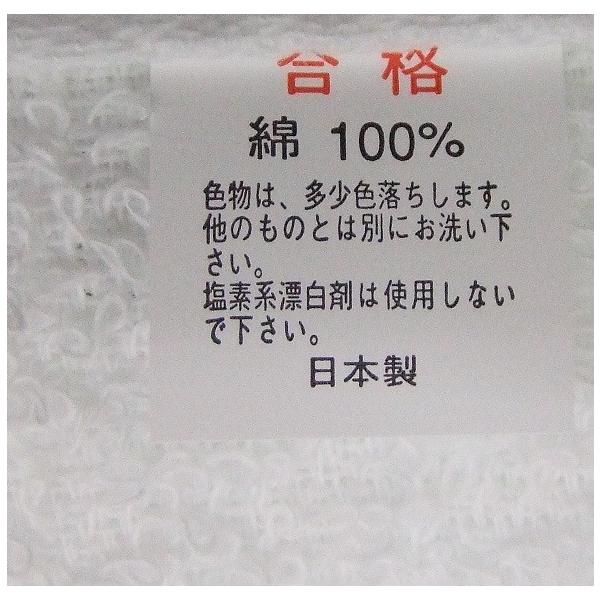 合格
綿 100%
色物は、多少色落ちします。
他のものとは別にお洗い下
さい。
塩素系漂白剤は使用しない
で下さい。
日本製